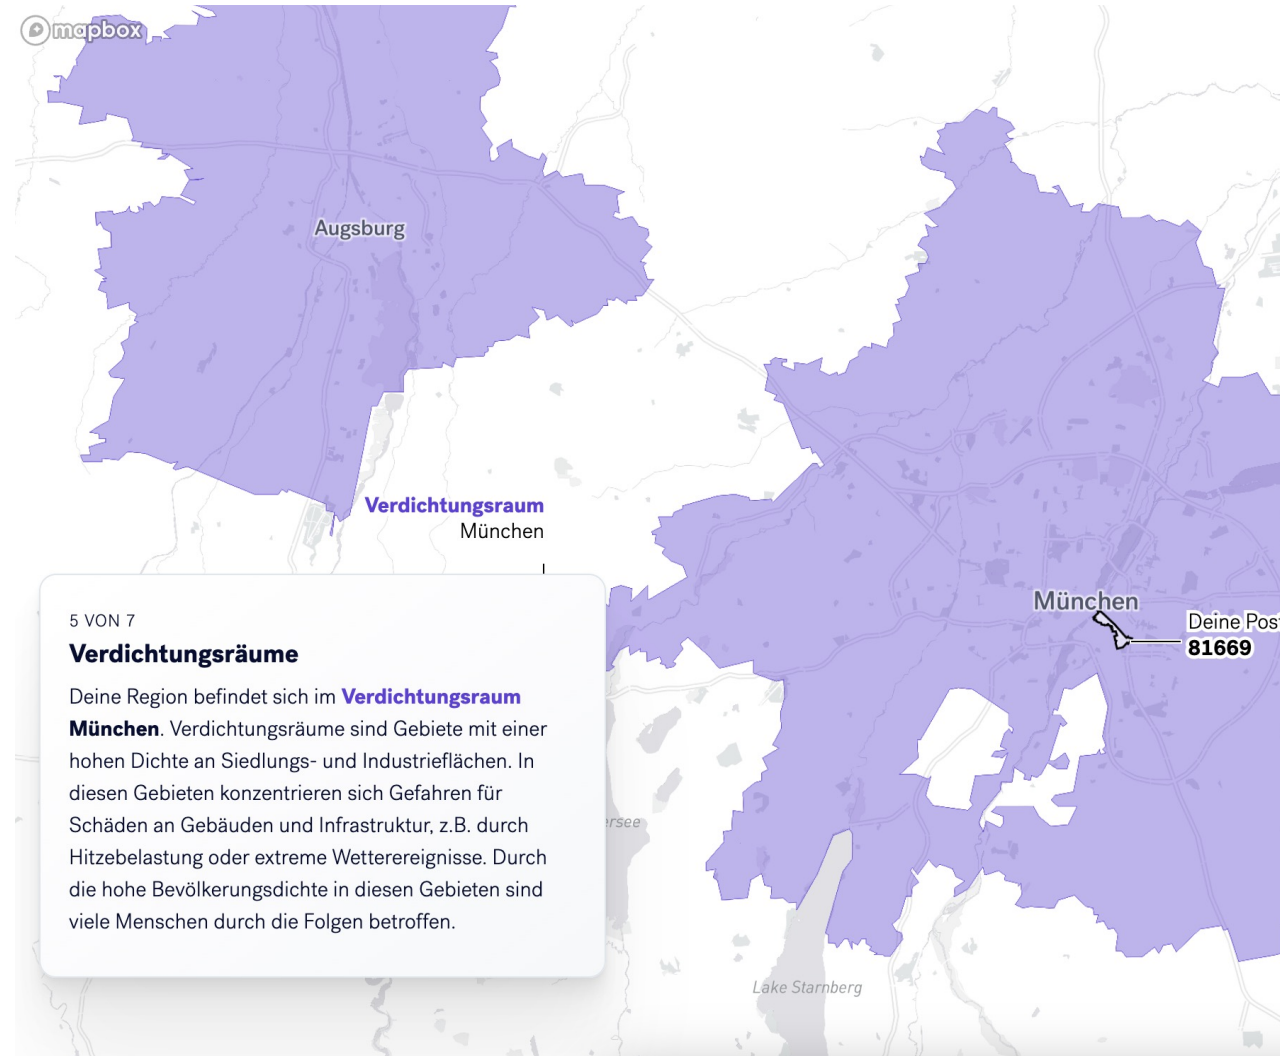 mapbox
Augsburg
Verdichtungsraum
München
München
Deine Pos
81669
5 VON 7
Verdichtungsräume
Deine Region befindet sich im Verdichtungsraum
München. Verdichtungsräume sind Gebiete mit einer
hohen Dichte an Siedlungs- und Industrieflächen. In
diesen Gebieten konzentrieren sich Gefahren für
Schäden an Gebäuden und Infrastruktur, z.B. durch
Hitzebelastung oder extreme Wetterereignisse. Durch
die hohe Bevölkerungsdichte in diesen Gebieten sind
viele Menschen durch die Folgen betroffen.
ersee
Lake Starnberg